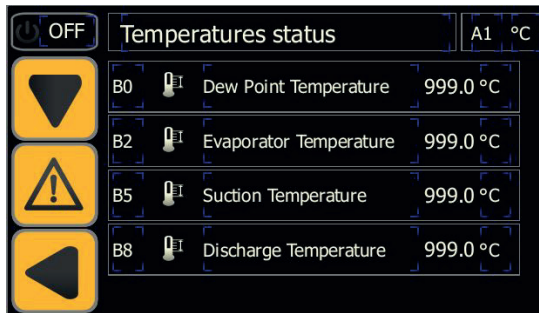 OFF Temperatures status A1 °C
B0 Dew Point Temperature 999.0 °C
B2 Evaporator Temperature 999.0 °C
B5 Suction Temperature 999.0 °C
B8 Discharge Temperature 999.0 °C